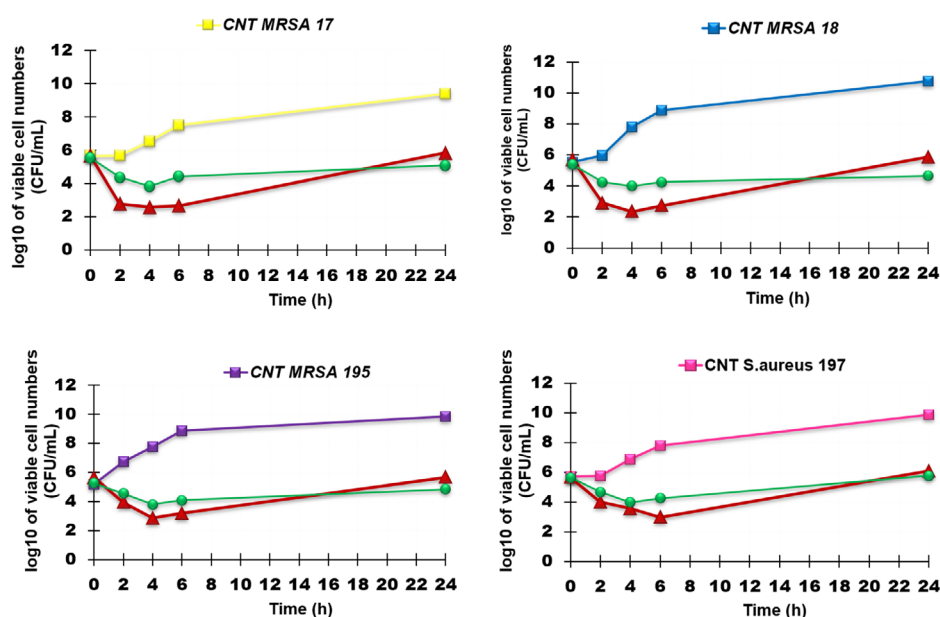 CNT MRSA 17
log10 of viable cell numbers
(CFU/mL)
12
10
8
6
4
2
0
0 2 4 6 8 10 12 14 16 18 20 22 24
Time (h)
CNT MRSA 18
log10 of viable cell numbers
(CFU/mL)
12
10
8
6
4
2
0
0 2 4 6 8 10 12 14 16 18 20 22 24
Time (h)
CNT MRSA 195
log10 of viable cell numbers
(CFU/mL)
12
10
8
6
4
2
0
0 2 4 6 8 10 12 14 16 18 20 22 24
Time (h)
CNT S.aureus 197
log10 of viable cell numbers
(CFU/mL)
12
10
8
6
4
2
0
0 2 4 6 8 10 12 14 16 18 20 22 24
Time (h)